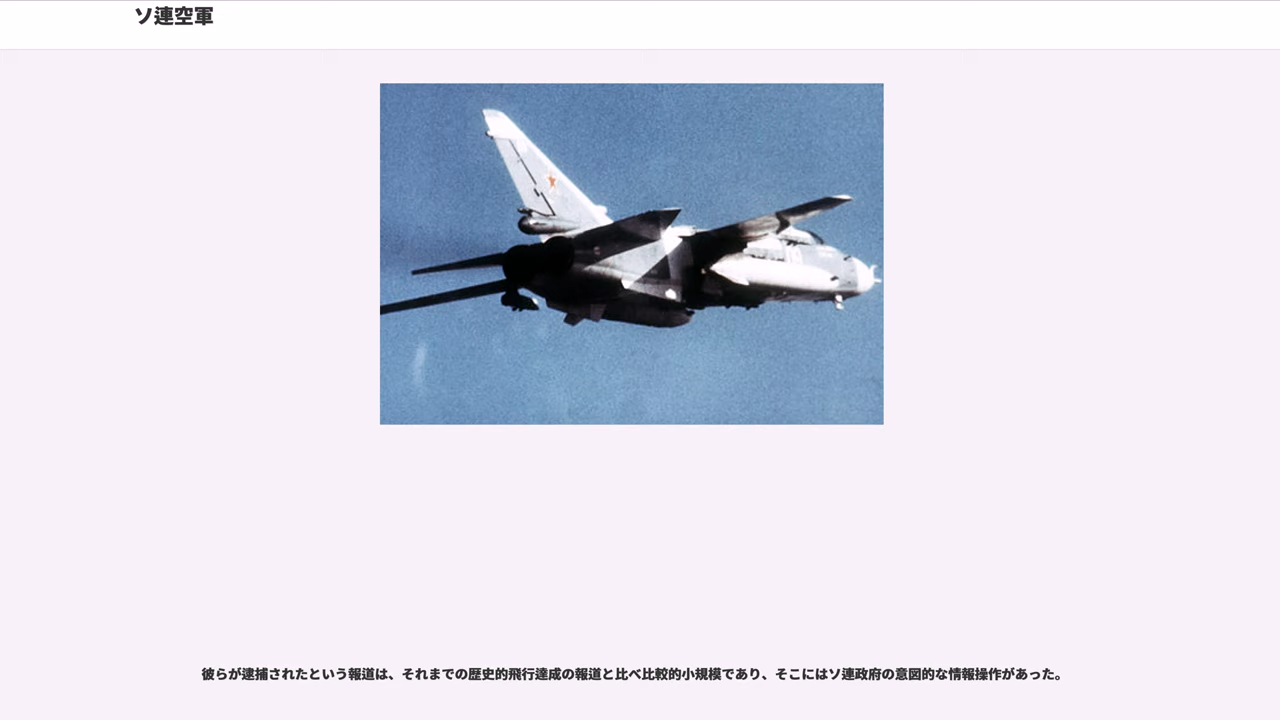 ソ連空軍
彼らが逮捕されたという報道は、それまでの歴史的飛行達成の報道と比べ比較的小規模であり、そこにはソ連政府の意図的な情報操作があった。